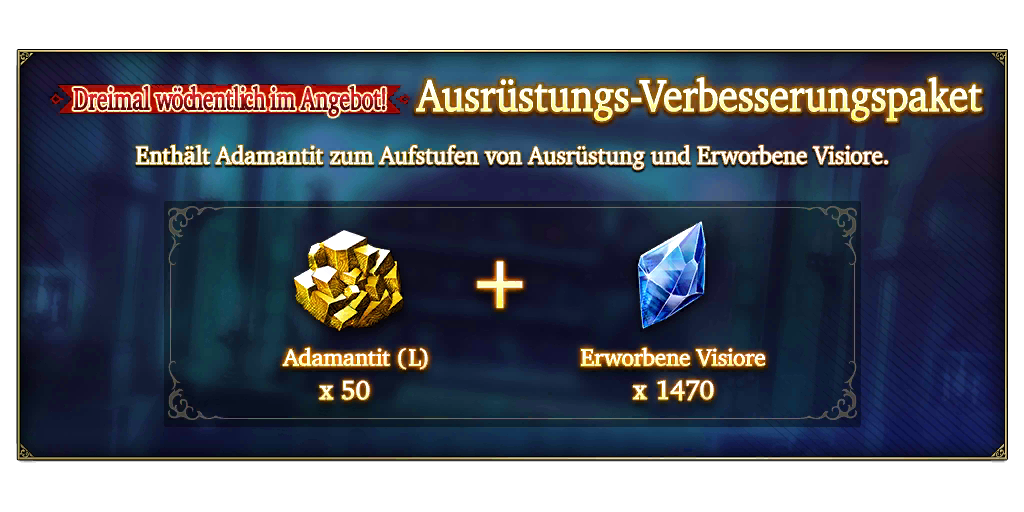 Dreimal wöchentlich im Angebot! Ausrüstungs-Verbesserungspaket
Enthält Adamantit zum Aufstufen von Ausrüstung und Erworbene Visiore.
+
Adamantit (L) Erworbene Visiore
x 50 x 1470